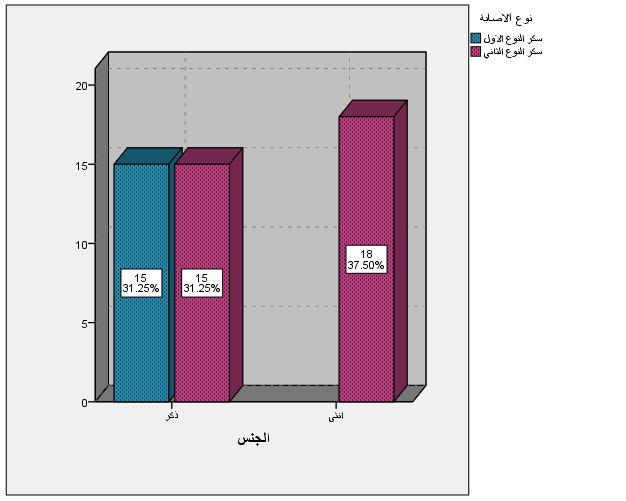 نوع الاصابة
سكر النوع الاول
سكر النوع الثاني
20
15
10
5
0
15
31.25%
15
31.25%
18
37.50%
ذكر
انثى
الجنس